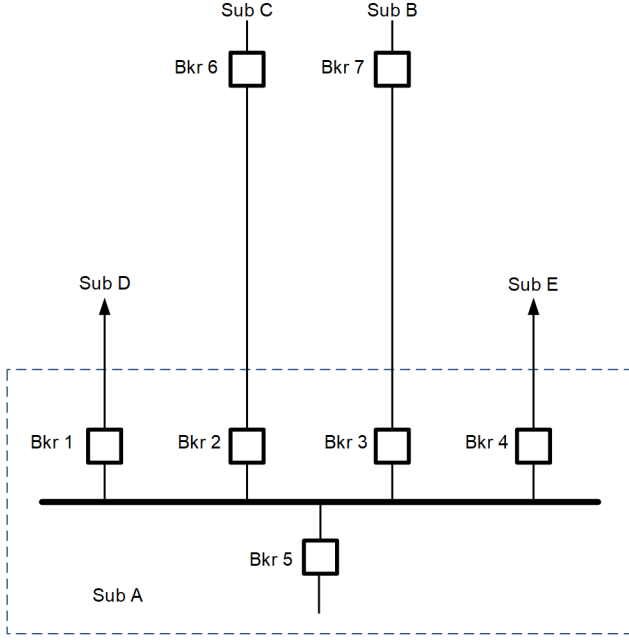 Sub C
Sub B
Bkr 6
Bkr 7
Sub D
Sub E
Bkr 1
Bkr 2
Bkr 3
Bkr 4
Bkr 5
Sub A